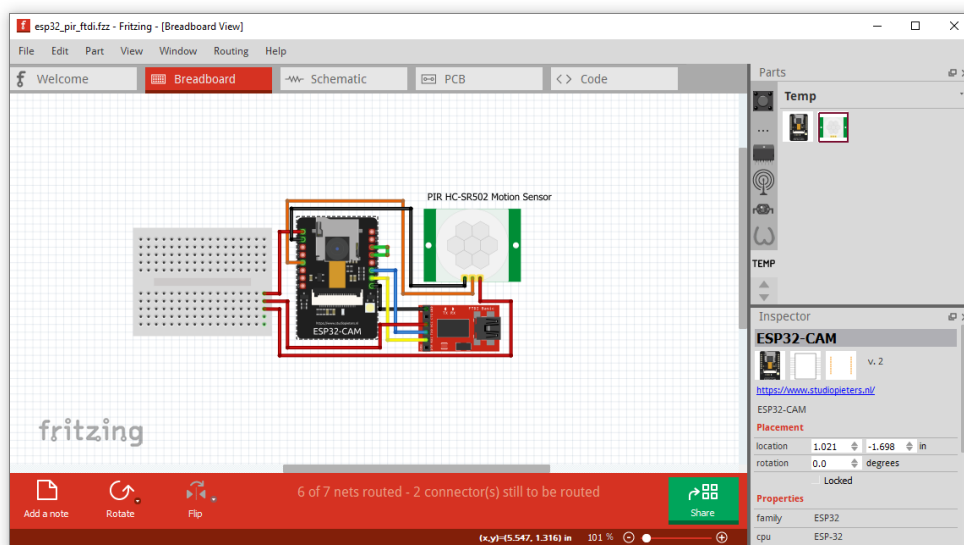 esp32_pir_ftdi.fzz - Fritzing - [Breadboard View]
File Edit Part View Window Routing Help
Welcome Breadboard Schematic PCB Code
Parts
Temp
TEMP
PIR HC-SR502 Motion Sensor
https://www.studiopieters.nl/
ESP32-CAM
fritzing
Inspector
ESP32-CAM
v. 2
https://www.studiopieters.nl/
ESP32-CAM
Placement
location 1.021 -1.698 in
rotation 0.0 degrees
Locked
Properties
family ESP32
cpu ESP-32
Add a note Rotate Flip
6 of 7 nets routed - 2 connector(s) still to be routed
Share
(x,y)=(5.547, 1.316) in 101 %